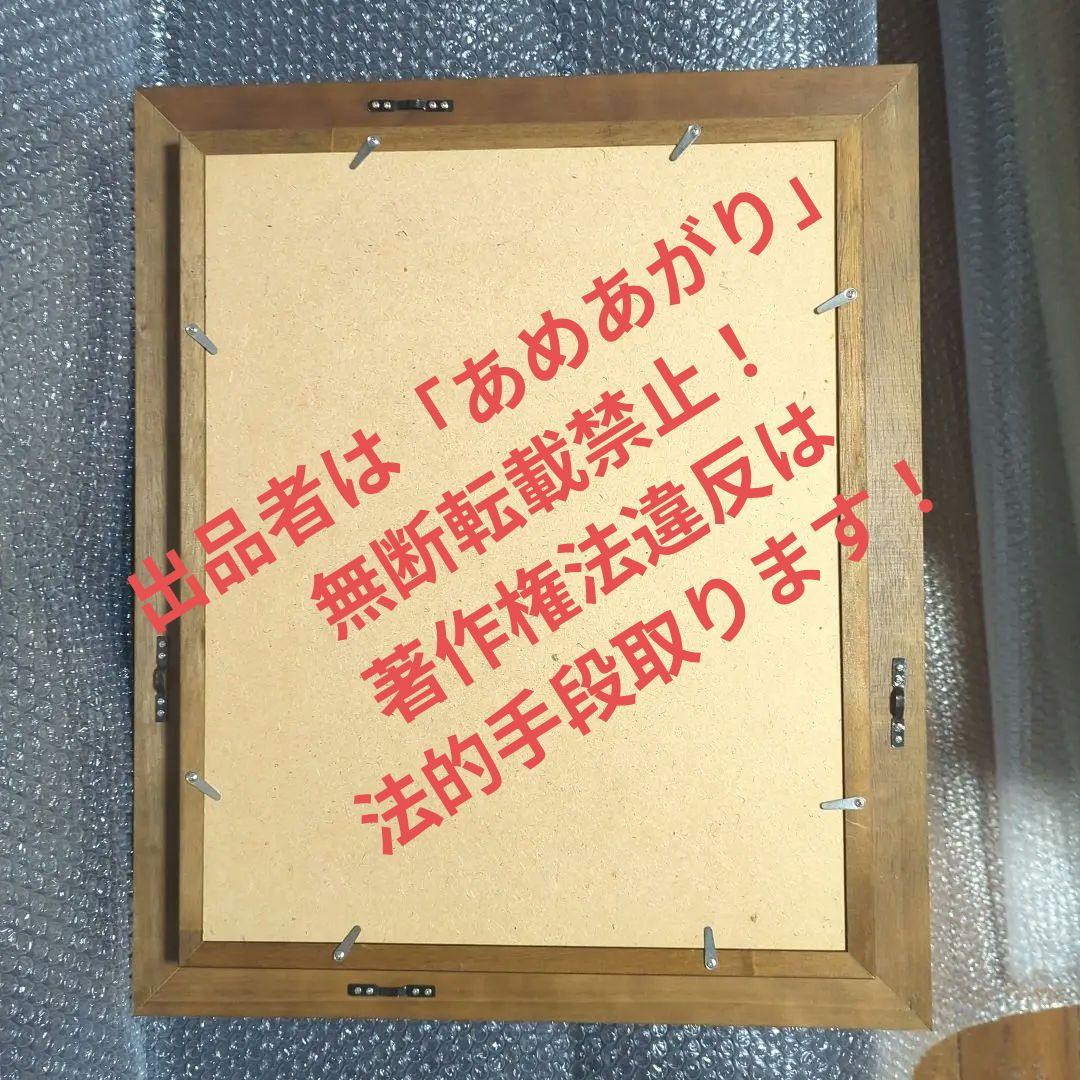 出品者は「あめあがり」
無断転載禁止！
著作権法違反は
法的手段取ります！